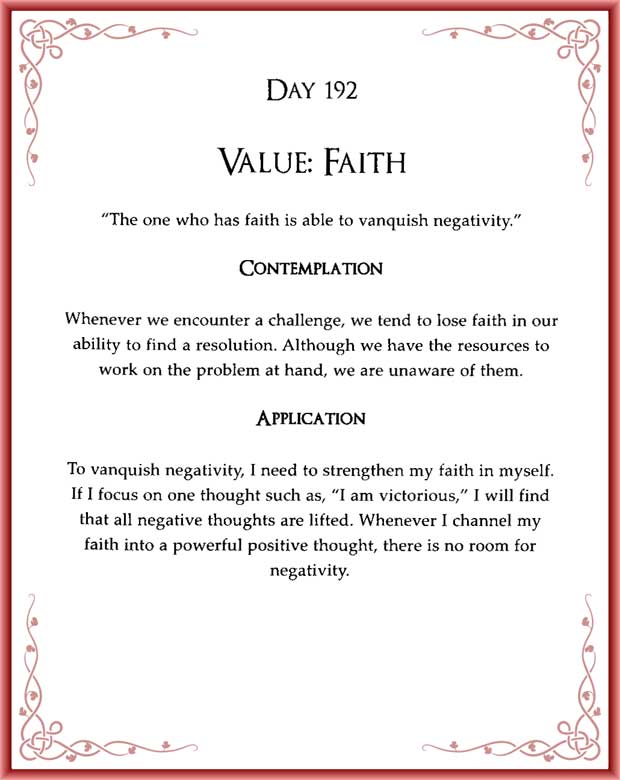 Day 192
Value: Faith
“The one who has faith is able to vanquish negativity.”
Contemplation
Whenever we encounter a challenge, we tend to lose faith in our
ability to find a resolution. Although we have the resources to
work on the problem at hand, we are unaware of them.
Application
To vanquish negativity, I need to strengthen my faith in myself.
If I focus on one thought such as, “I am victorious,” I will find
that all negative thoughts are lifted. Whenever I channel my
faith into a powerful positive thought, there is no room for
negativity.